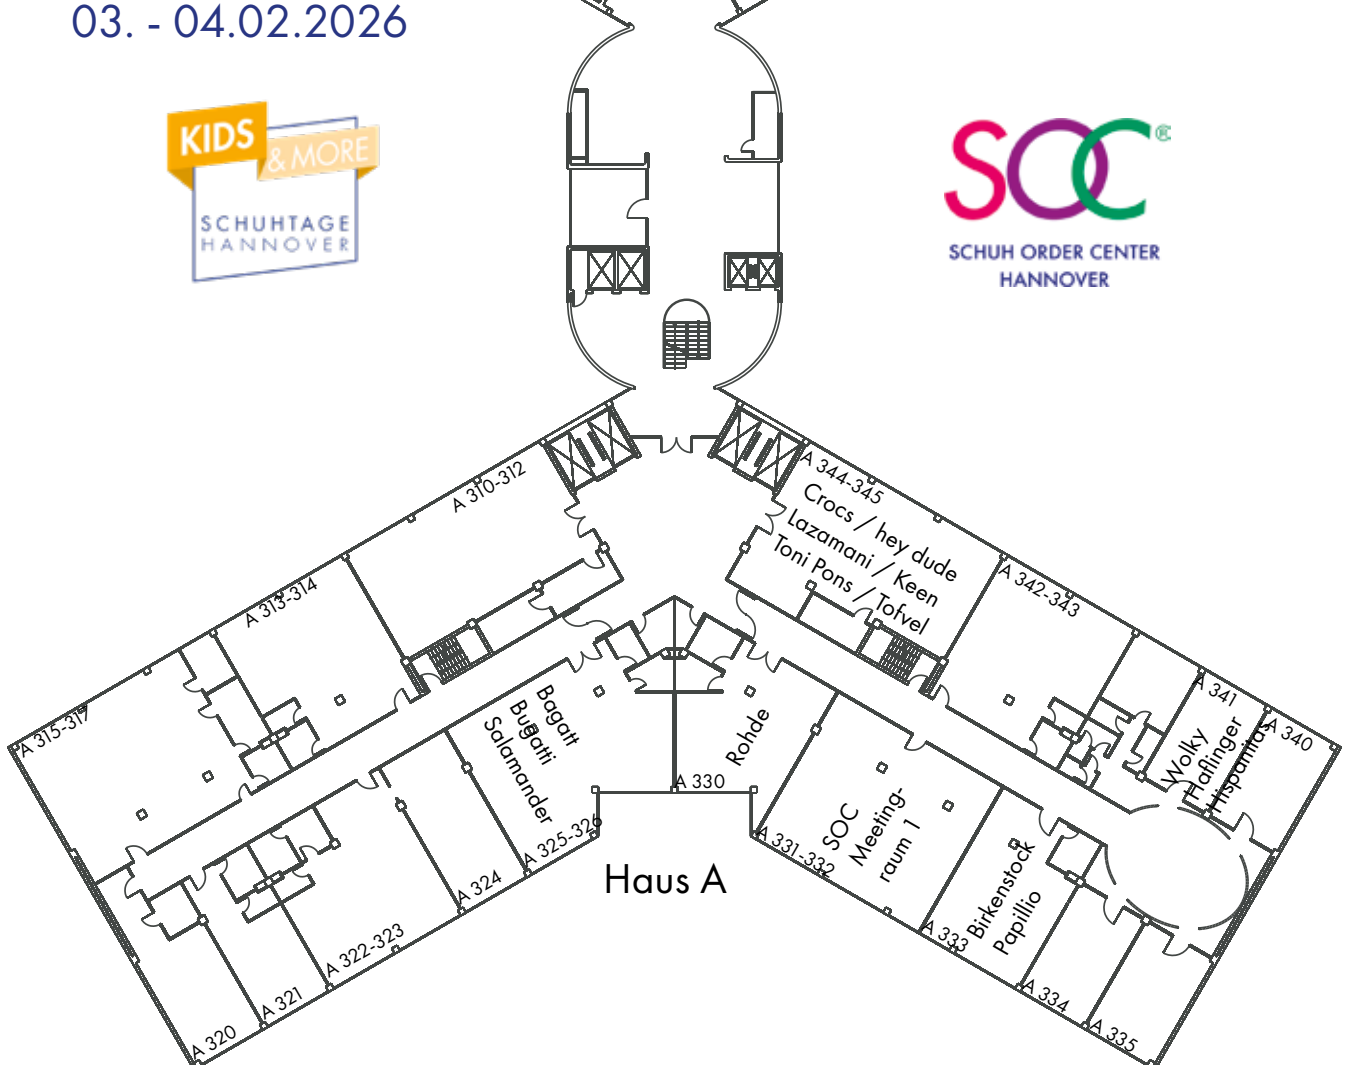 03. - 04.02.2026
KIDS
& MORE
SCHUHTAGE
HANNOVER
SOC®
SCHUH ORDER CENTER
HANNOVER
A 310-312
A 313-314
A 315-317
A 344-345
Crocs / hey dude
Lazamani / Keen
Toni Pons / Tofvel
A 342-343
A 341
A 340
Wolky
Haflinger
Hispanitas
Bagatt
Bugatti
Salamander
Rohde
A 330
SOC
Meeting-
raum 1
Birkenstock
Papillio
A 325-326
A 324
A 322-323
A 321
A 320
Haus A
A 331-332
A 333
A 334
A 335